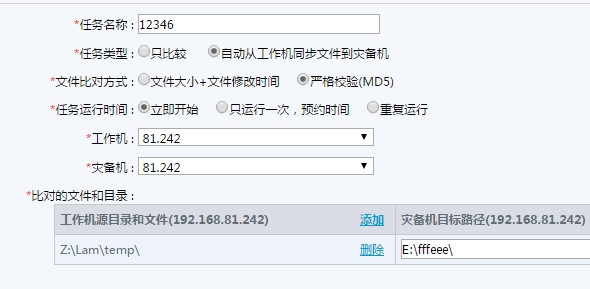 *任务名称： 12346
*任务类型： 只比较 自动从工作机同步文件到灾备机
*文件比对方式： 文件大小+文件修改时间 严格校验(MD5)
*任务运行时间： 立即开始 只运行一次，预约时间 重复运行
*工作机： 81.242
*灾备机： 81.242
*比对的文件和目录：
工作机源目录和文件(192.168.81.242) 添加 灾备机目标路径(192.168.81.242)
Z:\Lam\temp\ 删除 E:\fffeee\